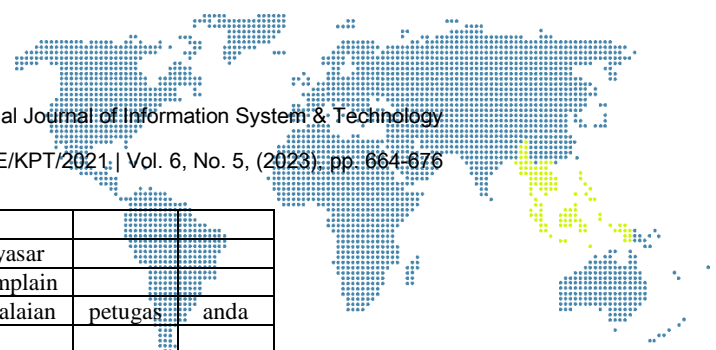 al Journal of Information System & Technology
E/KPT/2021 | Vol. 6, No. 5, (2023), pp. 664-676
yasar
mplain
alaian petugas anda